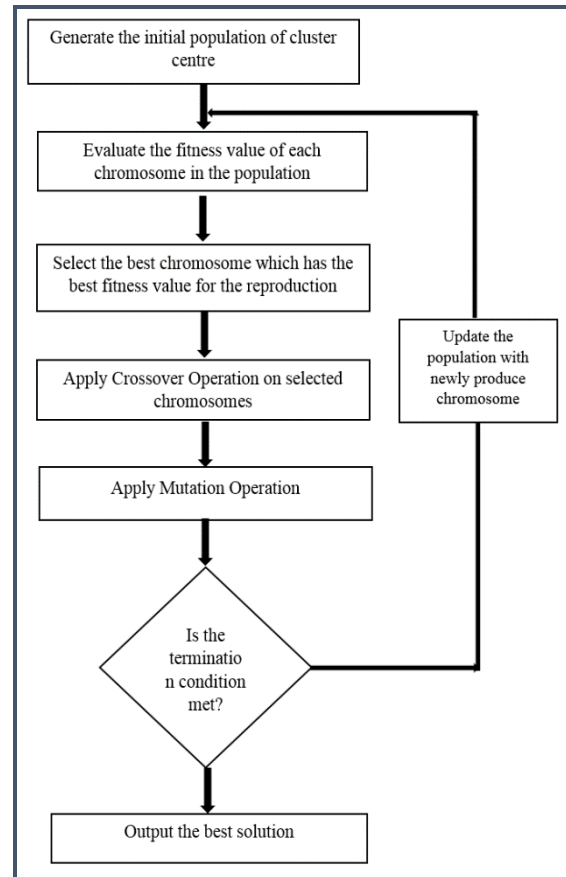 Generate the initial population of cluster
centre
Evaluate the fitness value of each
chromosome in the population
Select the best chromosome which has the
best fitness value for the reproduction
Apply Crossover Operation on selected
chromosomes
Update the
population with
newly produce
chromosome
Apply Mutation Operation
Is the
terminatio
n condition
met?
Output the best solution